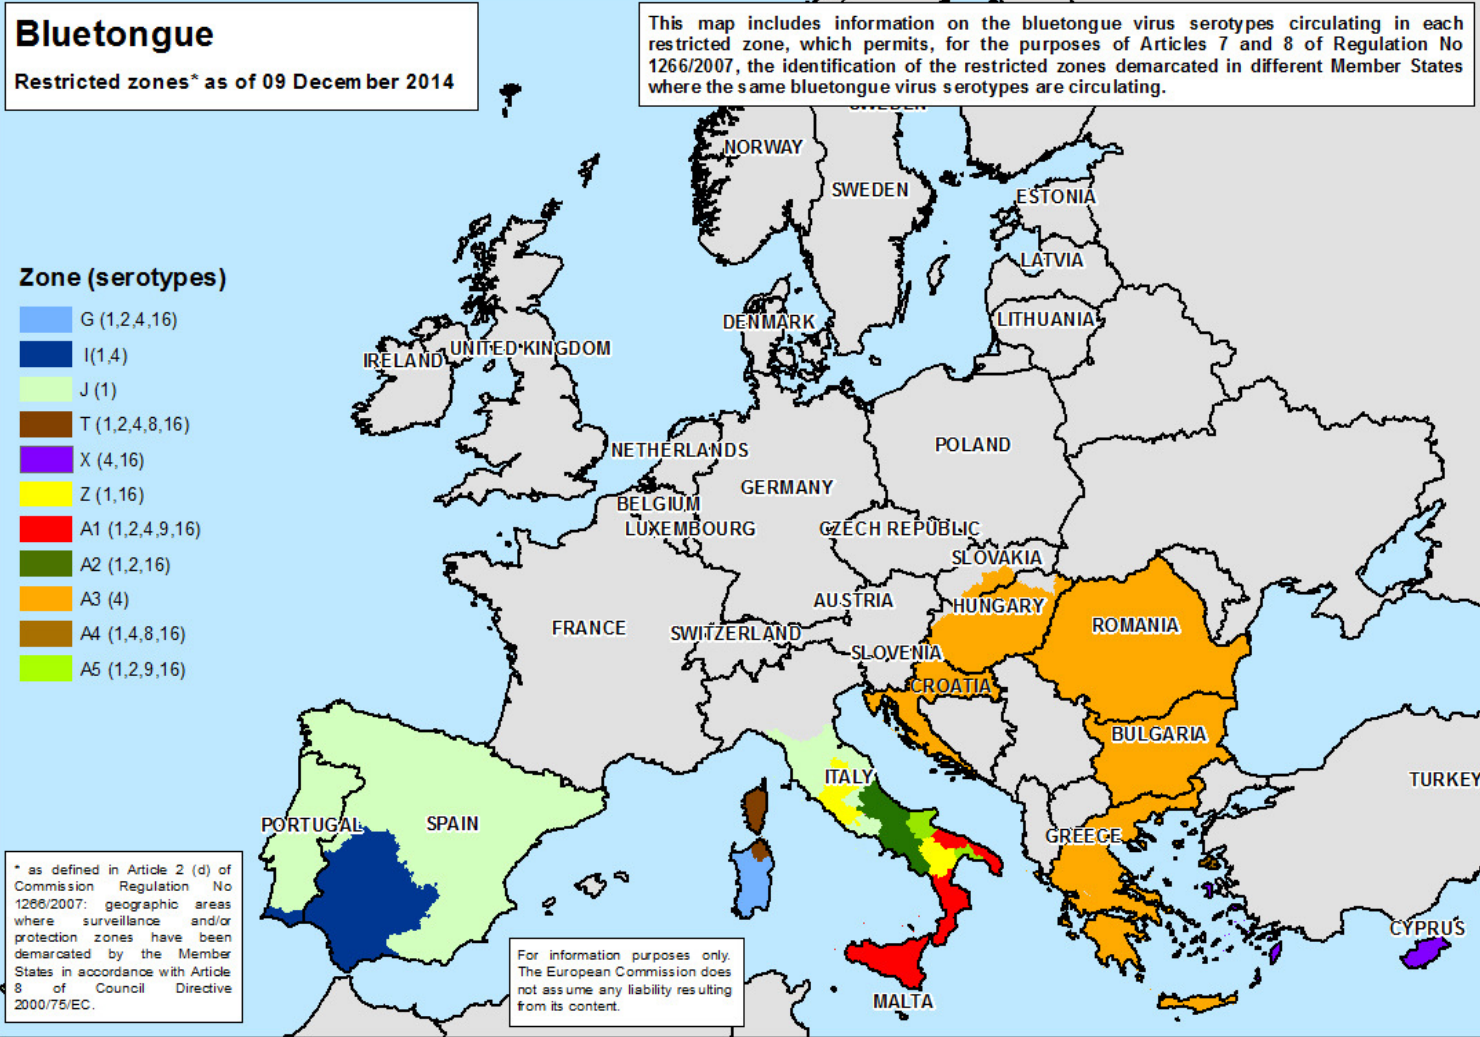 Bluetongue
Restricted zones* as of 09 December 2014
This map includes information on the bluetongue virus serotypes circulating in each
restricted zone, which permits, for the purposes of Articles 7 and 8 of Regulation No
1266/2007, the identification of the restricted zones demarcated in different Member States
where the same bluetongue virus serotypes are circulating.
SWEDEN
NORWAY
SWEDEN
ESTONIA
LATVIA
LITHUANIA
DENMARK
IRELAND
UNITED KINGDOM
Zone (serotypes)
G (1,2,4,16)
I(1,4)
J (1)
T (1,2,4,8,16)
X (4,16)
Z (1,16)
A1 (1,2,4,9,16)
A2 (1,2,16)
A3 (4)
A4 (1,4,8,16)
A5 (1,2,9,16)
NETHERLANDS
POLAND
GERMANY
BELGIUM
LUXEMBOURG
CZECH REPUBLIC
SLOVAKIA
AUSTRIA
HUNGARY
FRANCE
SWITZERLAND
ROMANIA
SLOVENIA
CROATIA
BULGARIA
ITALY
TURKEY
PORTUGAL
SPAIN
GREECE
CYPRUS
MALTA
* as defined in Article 2 (d) of
Commission Regulation No
1266/2007: geographic areas
where surveillance and/or
protection zones have been
demarcated by the Member
States in accordance with Article
8 of Council Directive
2000/75/EC.
For information purposes only.
The European Commission does
not assume any liability resulting
from its content.